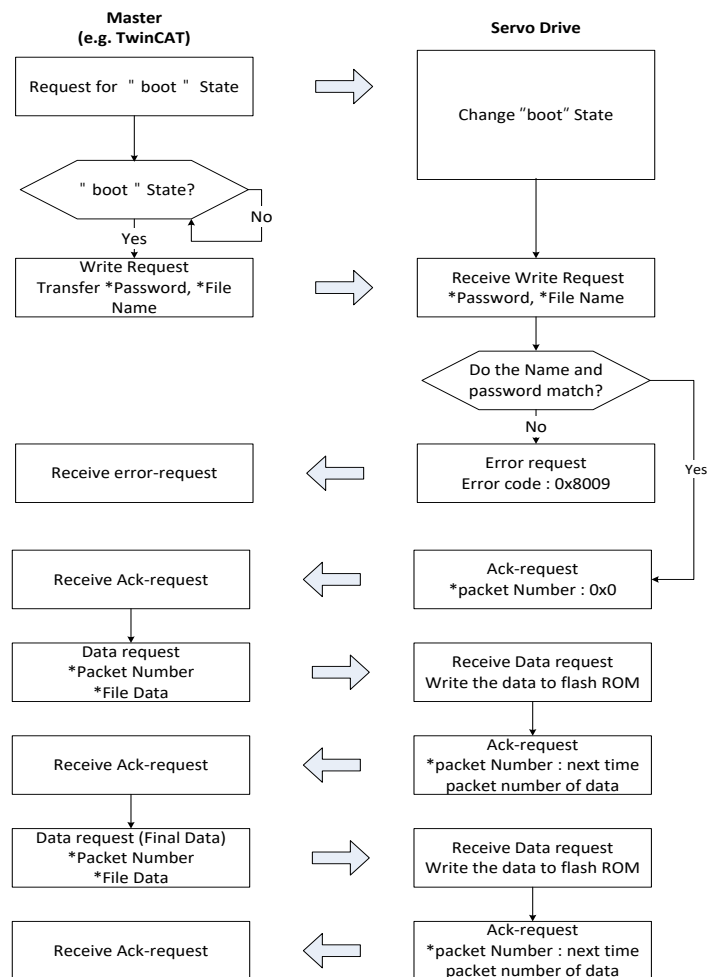 Master
(e.g. TwinCAT)
Servo Drive
Request for " boot " State
Change "boot" State
" boot " State?
No
Yes
Write Request
Transfer *Password, *File
Name
Receive Write Request
*Password, *File Name
Do the Name and
password match?
No
Yes
Receive error-request
Error request
Error code : 0x8009
Receive Ack-request
Ack-request
*packet Number : 0x0
Data request
*Packet Number
*File Data
Receive Data request
Write the data to flash ROM
Receive Ack-request
Ack-request
*packet Number : next time
packet number of data
Data request (Final Data)
*Packet Number
*File Data
Receive Data request
Write the data to flash ROM
Receive Ack-request
Ack-request
*packet Number : next time
packet number of data